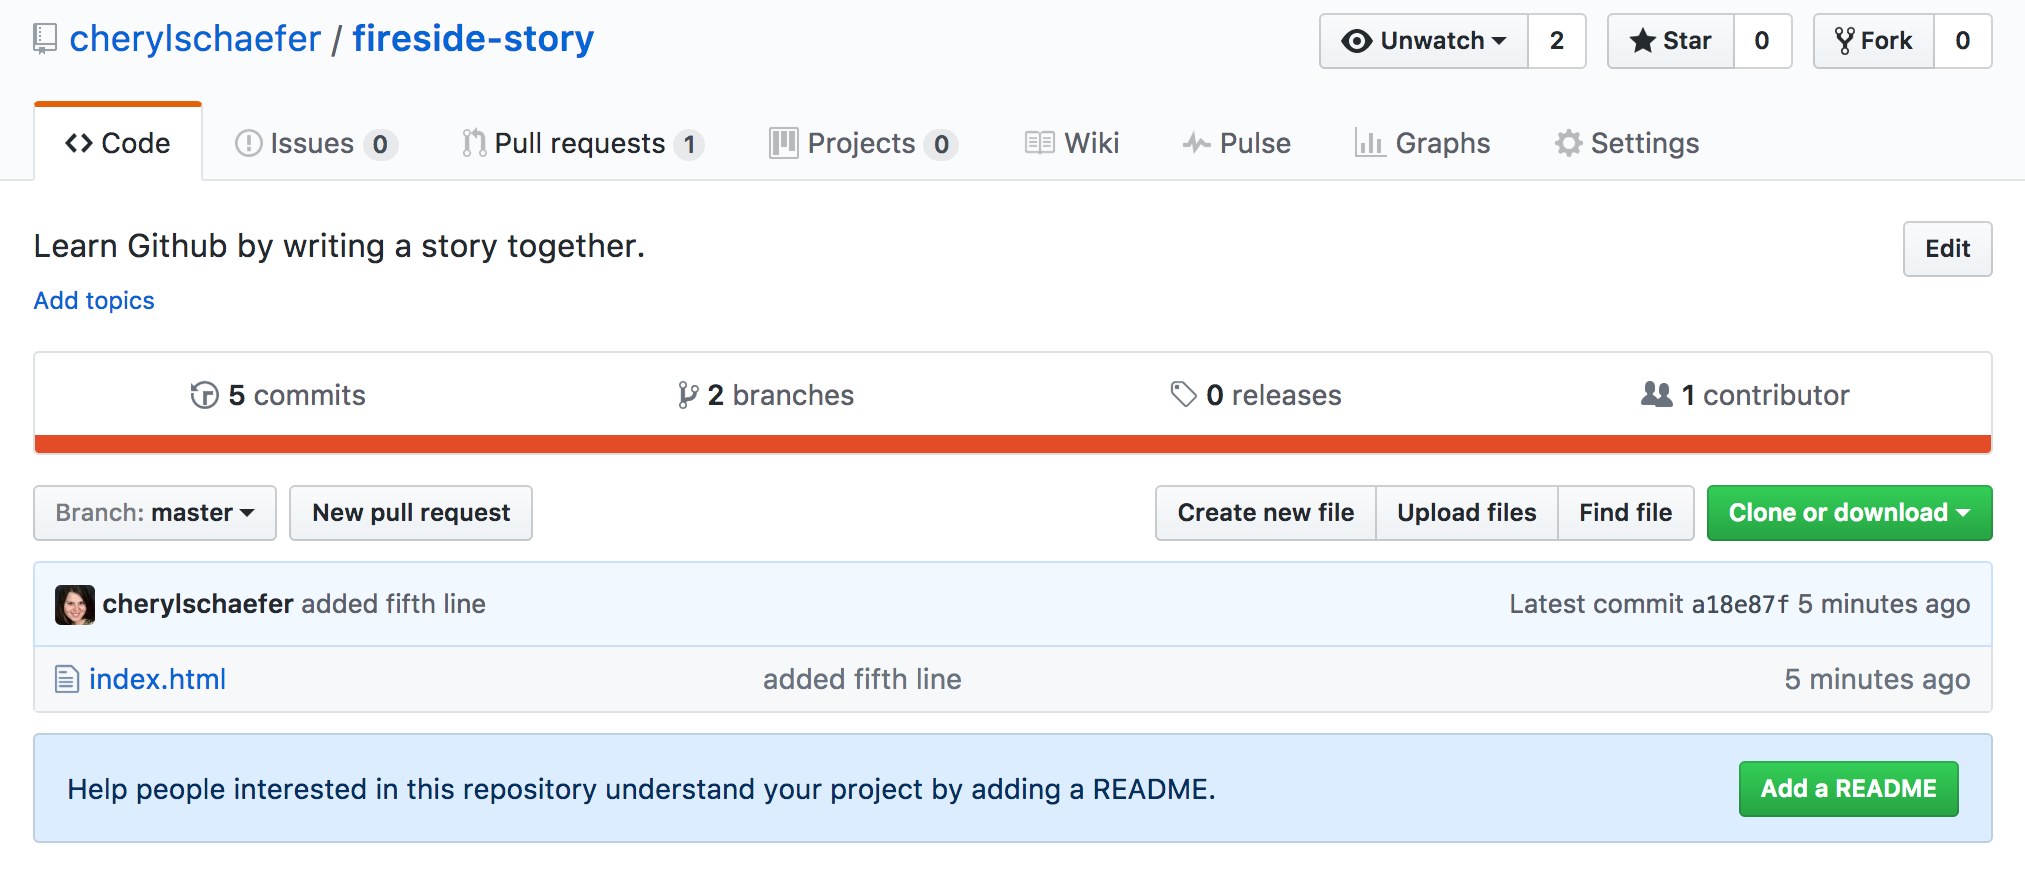 cherylschaefer / fireside-story
Unwatch 2 Star 0 Fork 0
Code Issues 0 Pull requests 1 Projects 0 Wiki Pulse Graphs Settings
Learn Github by writing a story together.
Edit
Add topics
5 commits 2 branches 0 releases 1 contributor
Branch: master New pull request Create new file Upload files Find file Clone or download
cherylschaefer added fifth line Latest commit a18e87f 5 minutes ago
index.html added fifth line 5 minutes ago
Help people interested in this repository understand your project by adding a README. Add a README